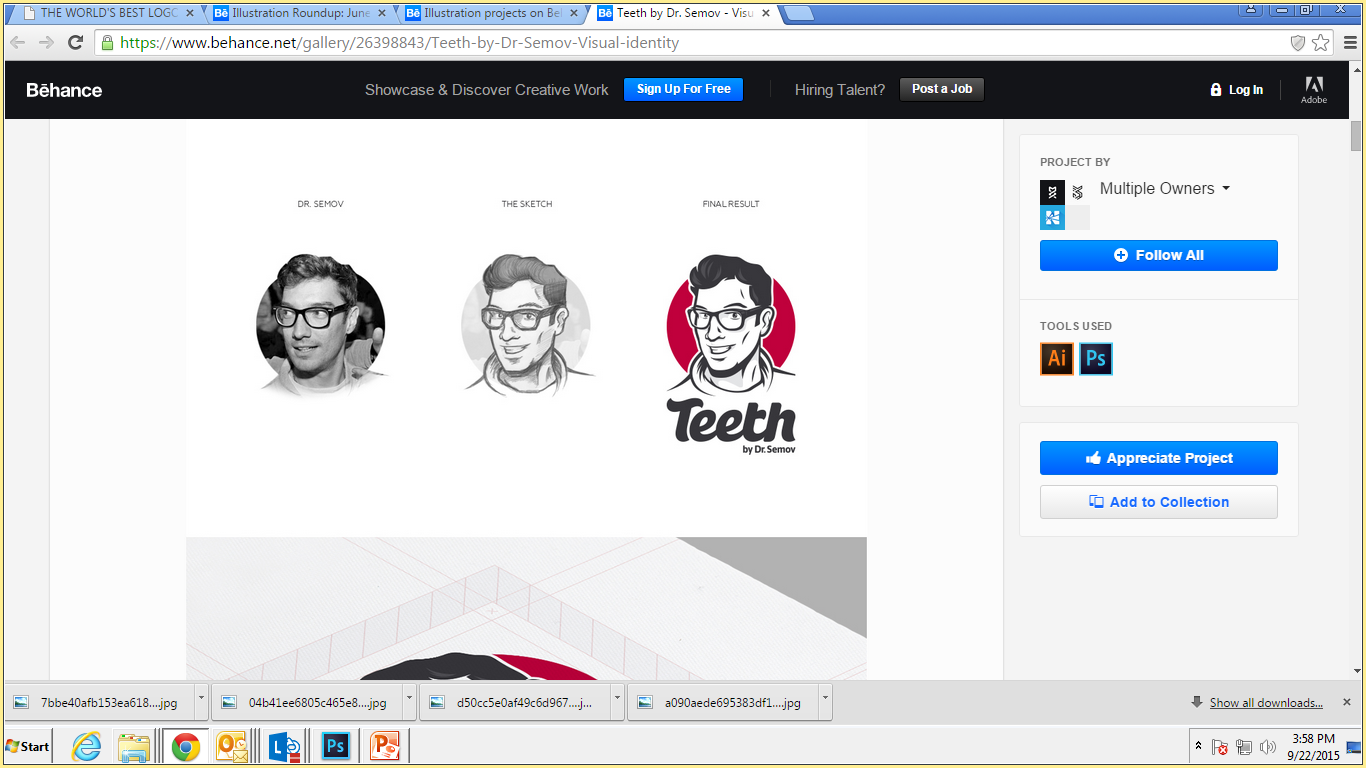 THE WORLD'S BEST LOGO
Illustration Roundup: June
Illustration projects on Be
Teeth by Dr. Semov - Visu
https://www.behance.net/gallery/26398843/Teeth-by-Dr-Semov-Visual-identity
Bēhance
Showcase & Discover Creative Work
Sign Up For Free
Hiring Talent?
Post a Job
Log In
Adobe
DR. SEMOV
THE SKETCH
FINAL RESULT
Teeth
by Dr. Semov
PROJECT BY
Multiple Owners
Follow All
TOOLS USED
Ai
Ps
Appreciate Project
Add to Collection
7bbe40afb153ea618....jpg
04b41ee6805c465e8....jpg
d50cc5e0af49c6d967....j...
a090aede695383df1....jpg
Show all downloads...
Start
3:58 PM
9/22/2015